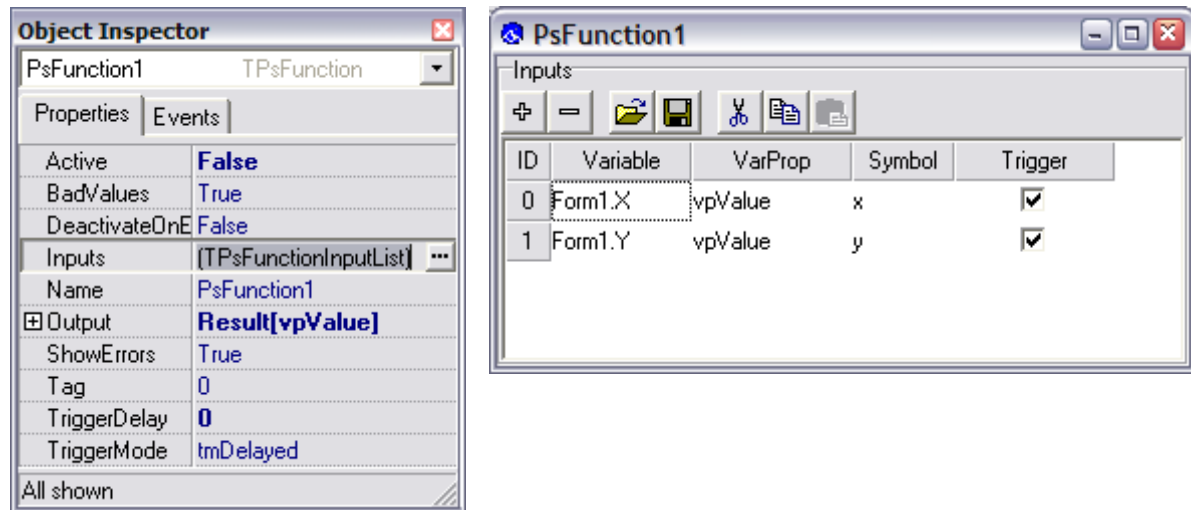 Object Inspector
PsFunction1 TPsFunction
Properties Events
Active False
BadValues True
DeactivateOnE False
Inputs (TPsFunctionInputList) ...
Name PsFunction1
Output Result[vpValue]
ShowErrors True
Tag 0
TriggerDelay 0
TriggerMode tmDelayed
All shown
PsFunction1
Inputs
ID Variable VarProp Symbol Trigger
0 Form1.X vpValue x
1 Form1.Y vpValue y